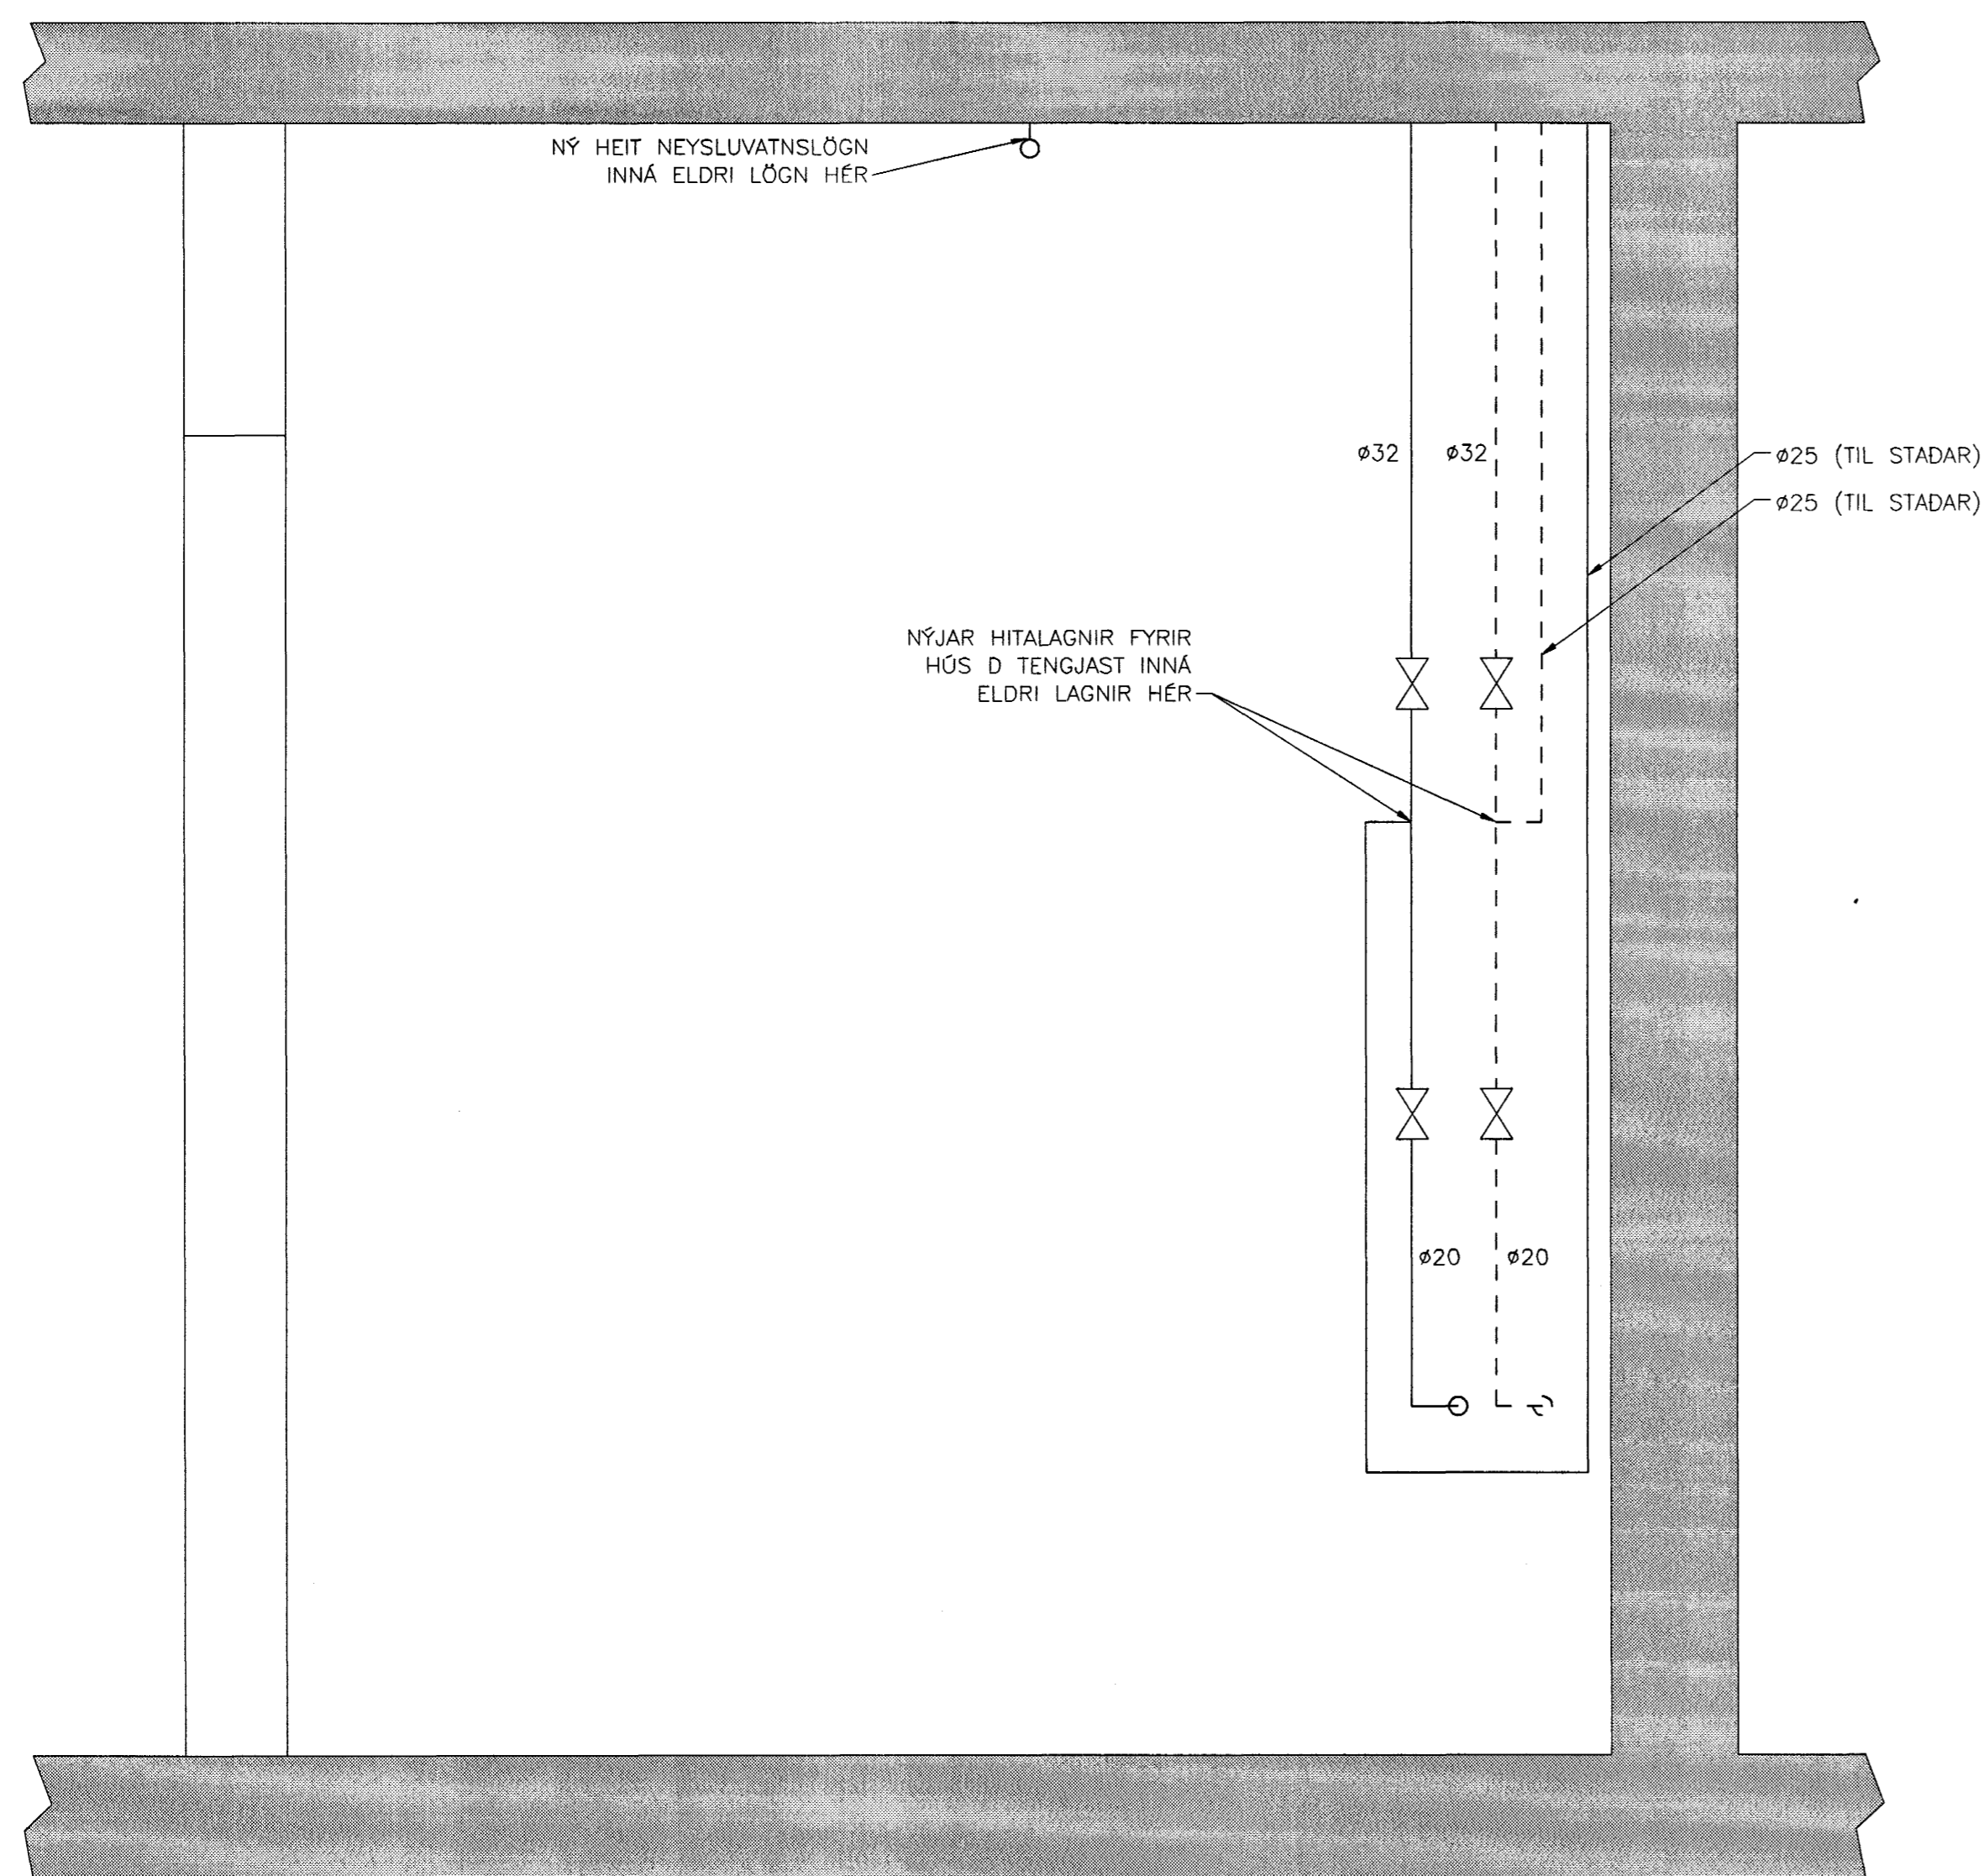 NÝ HEIT NEYSLUVATNSLÖGN
INNÁ ELDRI LÖGN HÉR
ø32
ø32
ø25 (TIL STAÐAR)
ø25 (TIL STAÐAR)
NÝJAR HITALAGNIR FYRIR
HÚS D TENGJAST INNÁ
ELDRI LAGNIR HÉR
ø20
ø20